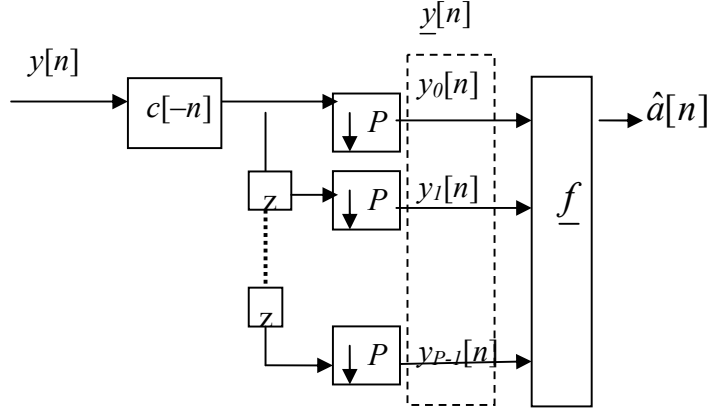 y[n]
y[n]
c[–n]
↓ P
y0[n]
â[n]
z
↓ P
y1[n]
f
z
↓ P
yP-1[n]